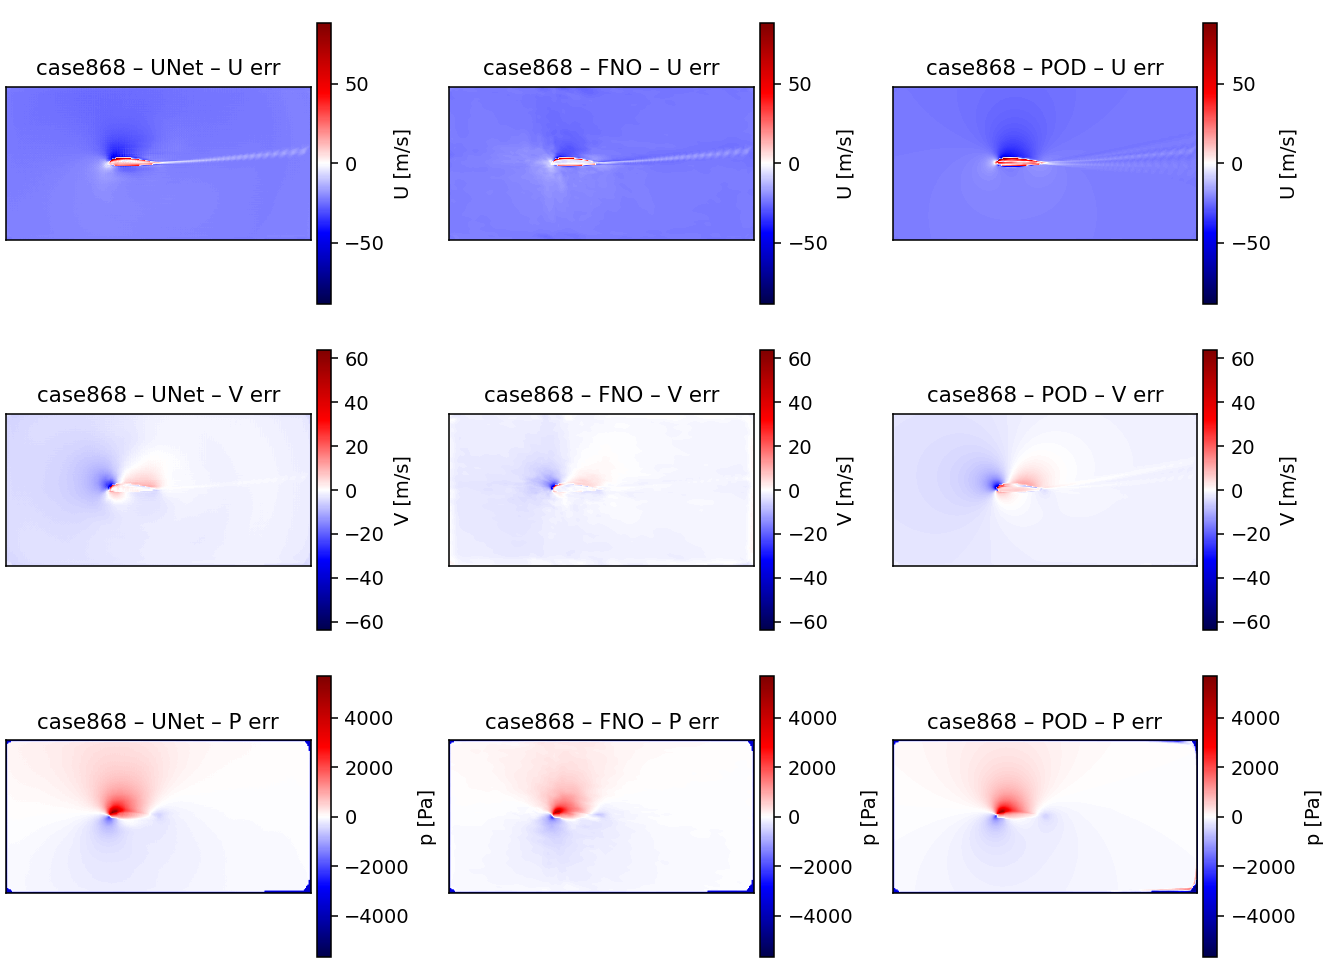 case868 – UNet – U err
50
0
−50
U [m/s]
case868 – FNO – U err
50
0
−50
U [m/s]
case868 – POD – U err
50
0
−50
U [m/s]
case868 – UNet – V err
60
40
20
0
−20
−40
−60
V [m/s]
case868 – FNO – V err
60
40
20
0
−20
−40
−60
V [m/s]
case868 – POD – V err
60
40
20
0
−20
−40
−60
V [m/s]
case868 – UNet – P err
4000
2000
0
−2000
−4000
p [Pa]
case868 – FNO – P err
4000
2000
0
−2000
−4000
p [Pa]
case868 – POD – P err
4000
2000
0
−2000
−4000
p [Pa]